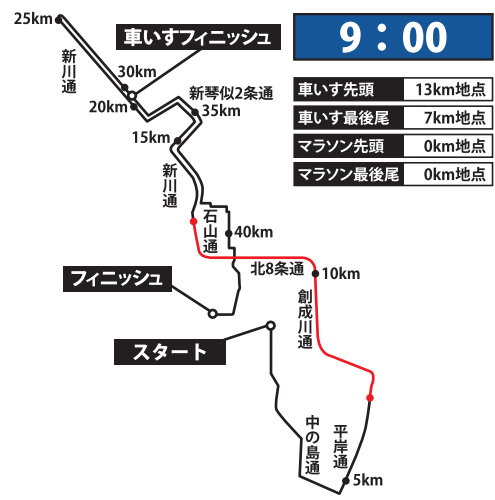 25km
車いすフィニッシュ
9：00
新川通
30km
新琴似2条通
20km
35km
15km
車いす先頭 13km地点
車いす最後尾 7km地点
マラソン先頭 0km地点
マラソン最後尾 0km地点
新川通
石山通
40km
北8条通
10km
フィニッシュ
創成川通
スタート
中の島通
平岸通
5km